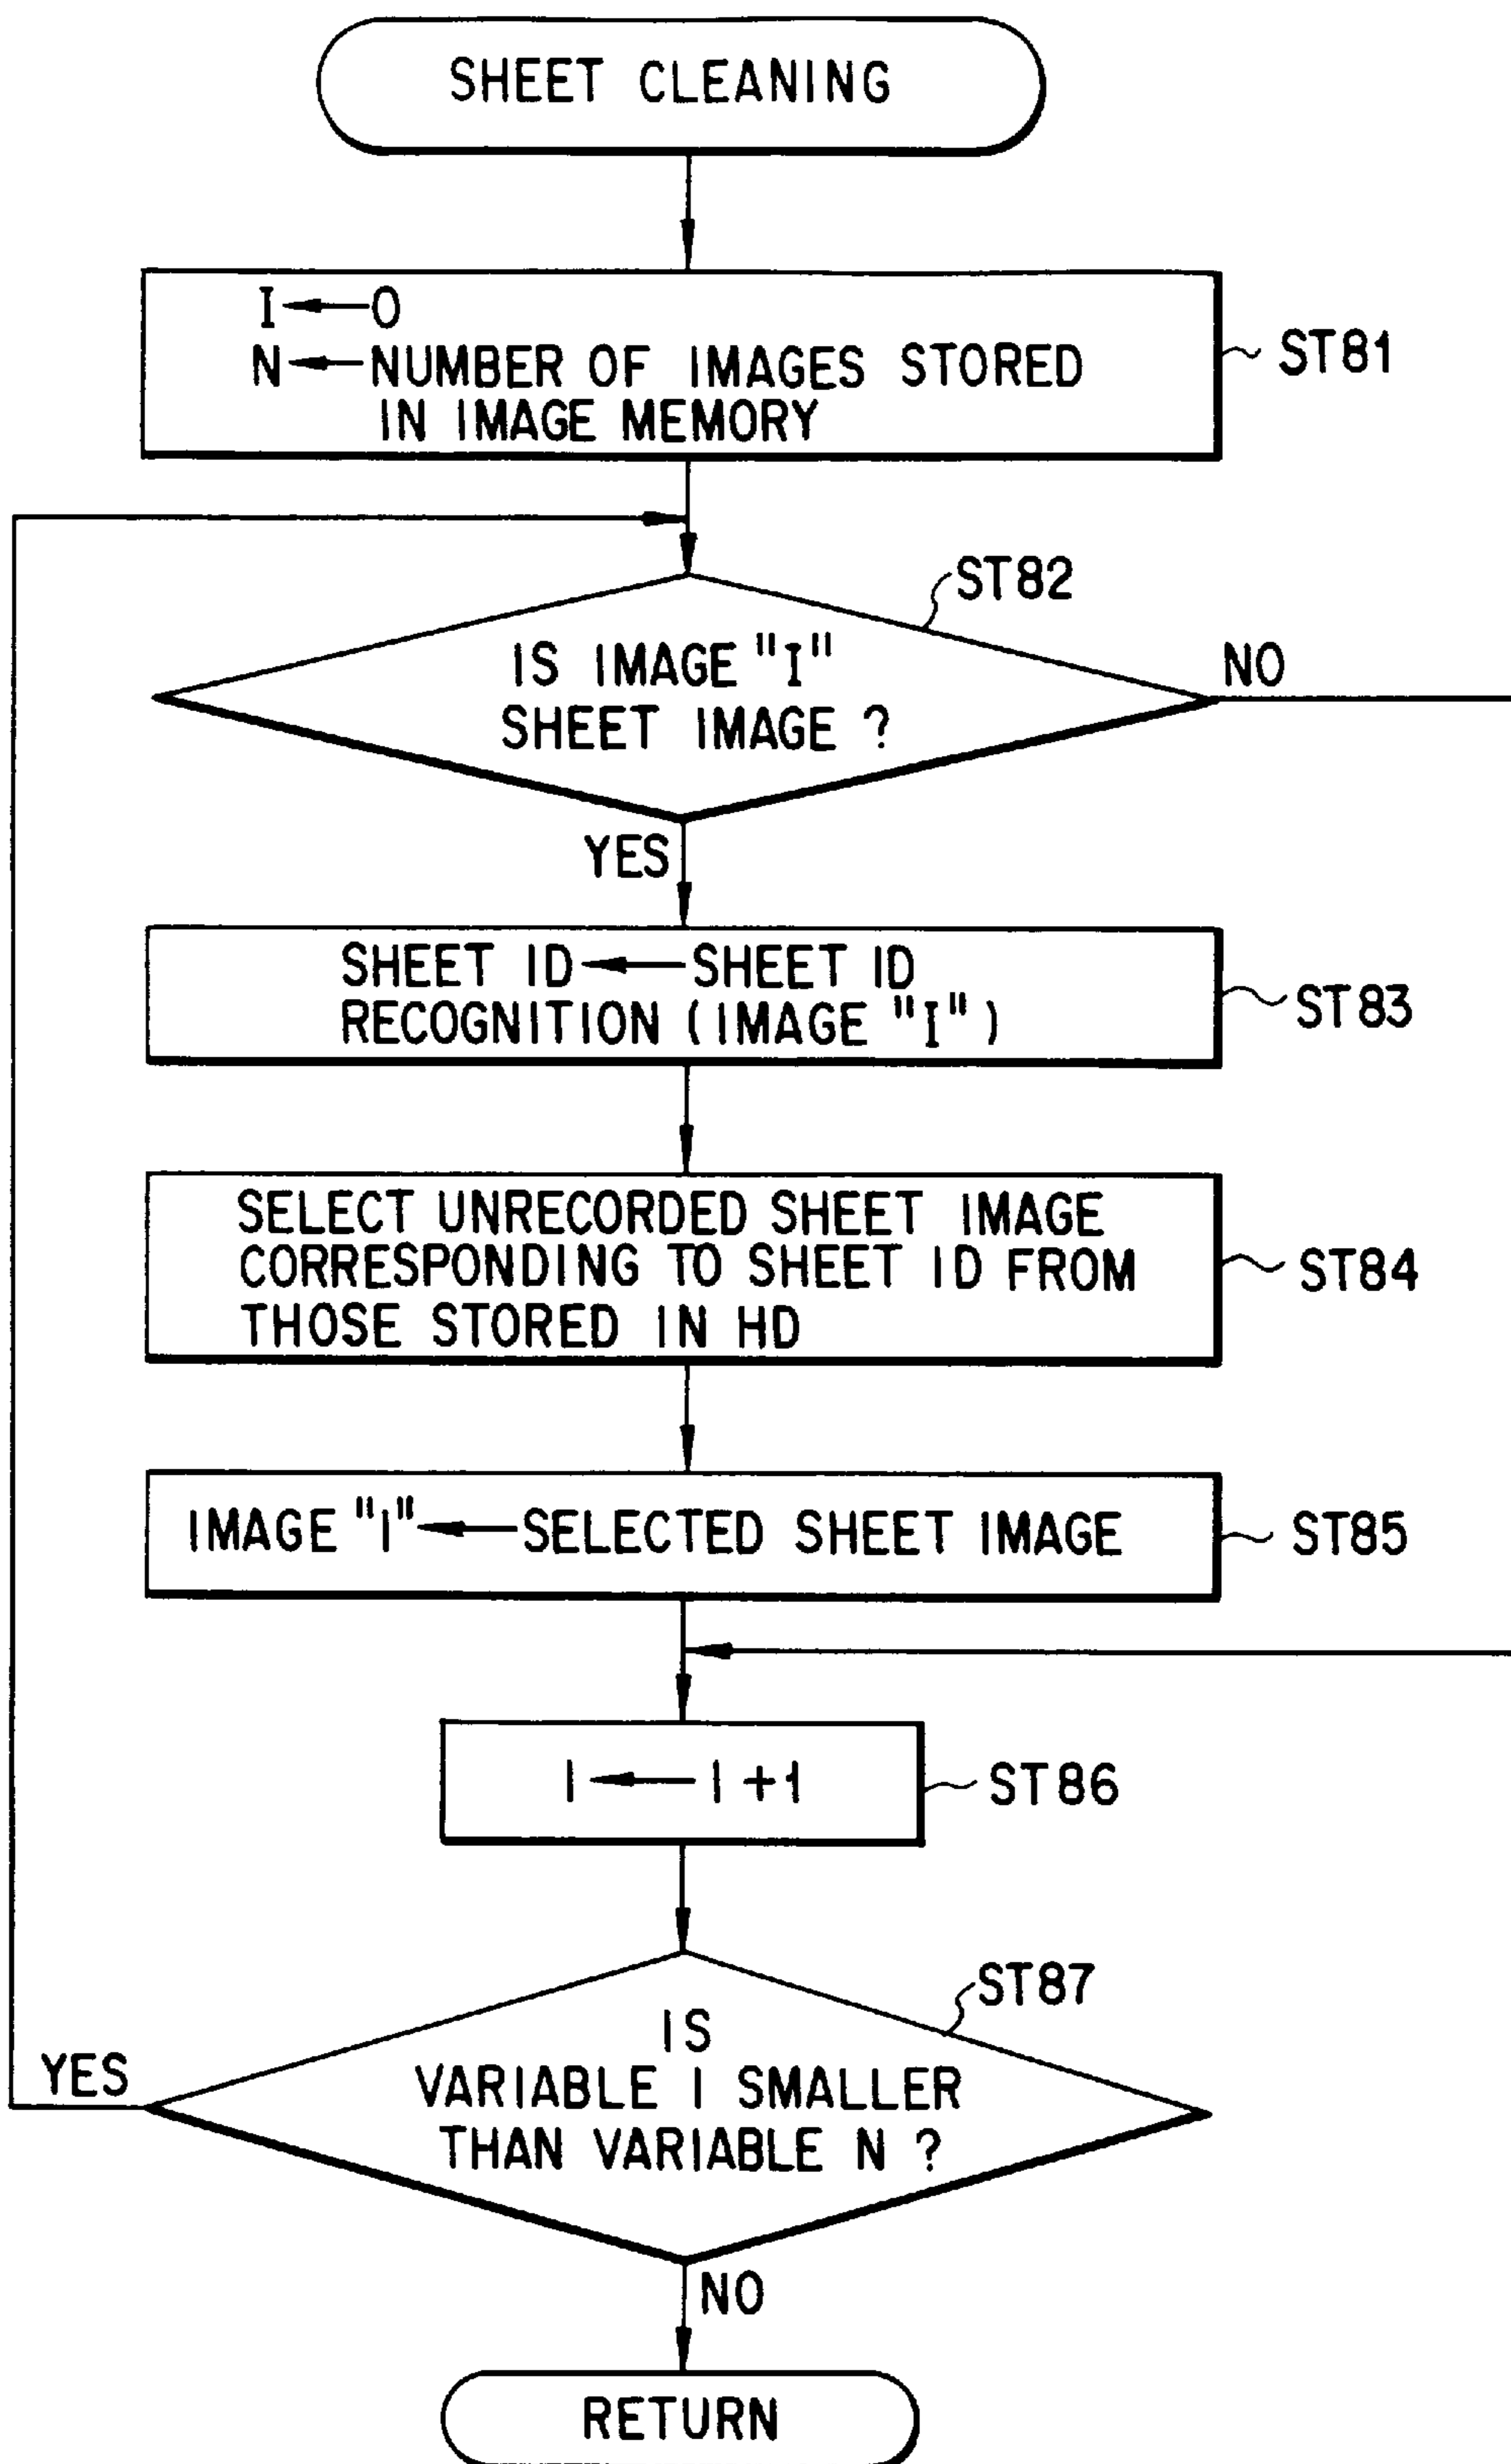 SHEET CLEANING
I ← 0
N ← NUMBER OF IMAGES STORED
IN IMAGE MEMORY
ST81
ST82
IS IMAGE "I"
SHEET IMAGE ?
NO
YES
SHEET ID ← SHEET ID
RECOGNITION (IMAGE "I")
ST83
SELECT UNRECORDED SHEET IMAGE
CORRESPONDING TO SHEET ID FROM
THOSE STORED IN HD
ST84
IMAGE "I" ← SELECTED SHEET IMAGE
ST85
I ← I +1
ST86
ST87
IS
VARIABLE I SMALLER
THAN VARIABLE N ?
YES
NO
RETURN